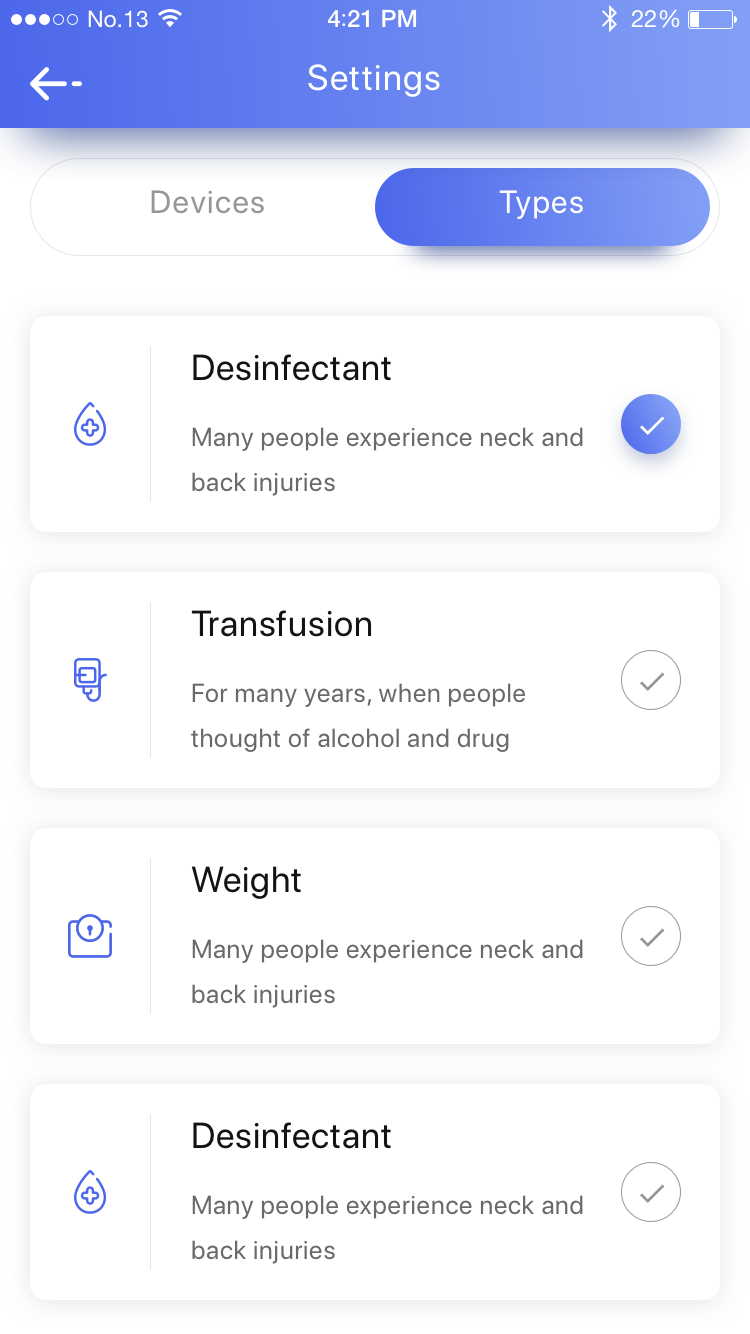 No.13 4:21 PM 22%
Settings
Devices Types
Desinfectant
Many people experience neck and
back injuries
Transfusion
For many years, when people
thought of alcohol and drug
Weight
Many people experience neck and
back injuries
Desinfectant
Many people experience neck and
back injuries